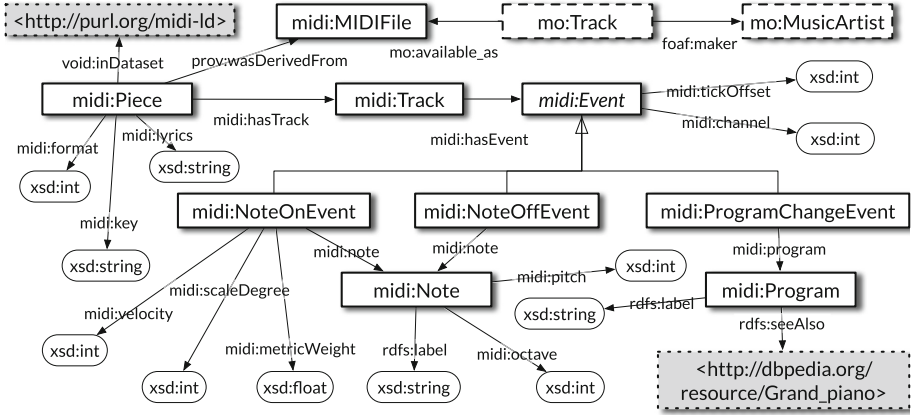 <http://purl.org/midi-ld>
midi:MIDIFile
mo:Track
mo:MusicArtist
mo:available_as
foaf:maker
void:inDataset
prov:wasDerivedFrom
midi:Piece
midi:hasTrack
midi:Track
midi:hasEvent
midi:Event
midi:tickOffset
xsd:int
midi:channel
xsd:int
midi:format
xsd:int
midi:lyrics
xsd:string
midi:key
xsd:string
midi:NoteOnEvent
midi:NoteOffEvent
midi:ProgramChangeEvent
midi:note
midi:note
midi:program
midi:velocity
xsd:int
midi:scaleDegree
xsd:int
midi:metricWeight
xsd:float
midi:Note
midi:pitch
xsd:int
rdfs:label
xsd:string
midi:octave
xsd:int
midi:Program
rdfs:label
xsd:string
rdfs:seeAlso
<http://dbpedia.org/
resource/Grand_piano>